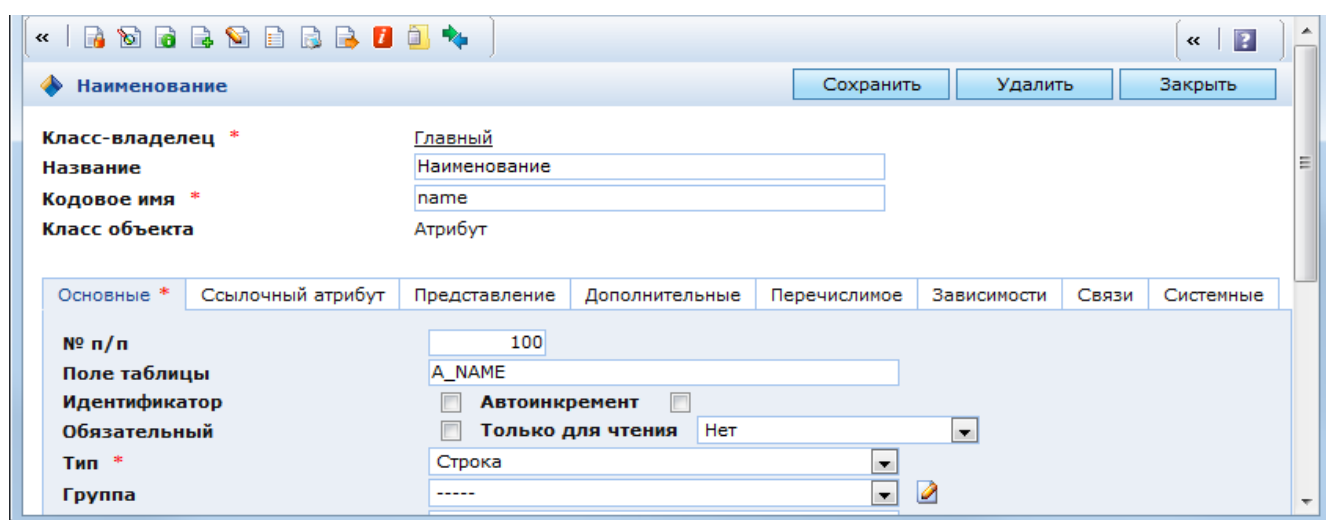 «
« ?
Наименование Сохранить Удалить Закрыть
Класс-владелец * Главный
Название Наименование
Кодовое имя * name
Класс объекта Атрибут
Основные * Ссылочный атрибут Представление Дополнительные Перечислимое Зависимости Связи Системные
№ п/п 100
Поле таблицы A_NAME
Идентификатор Автоинкремент
Обязательный Только для чтения Нет
Тип * Строка
Группа -----